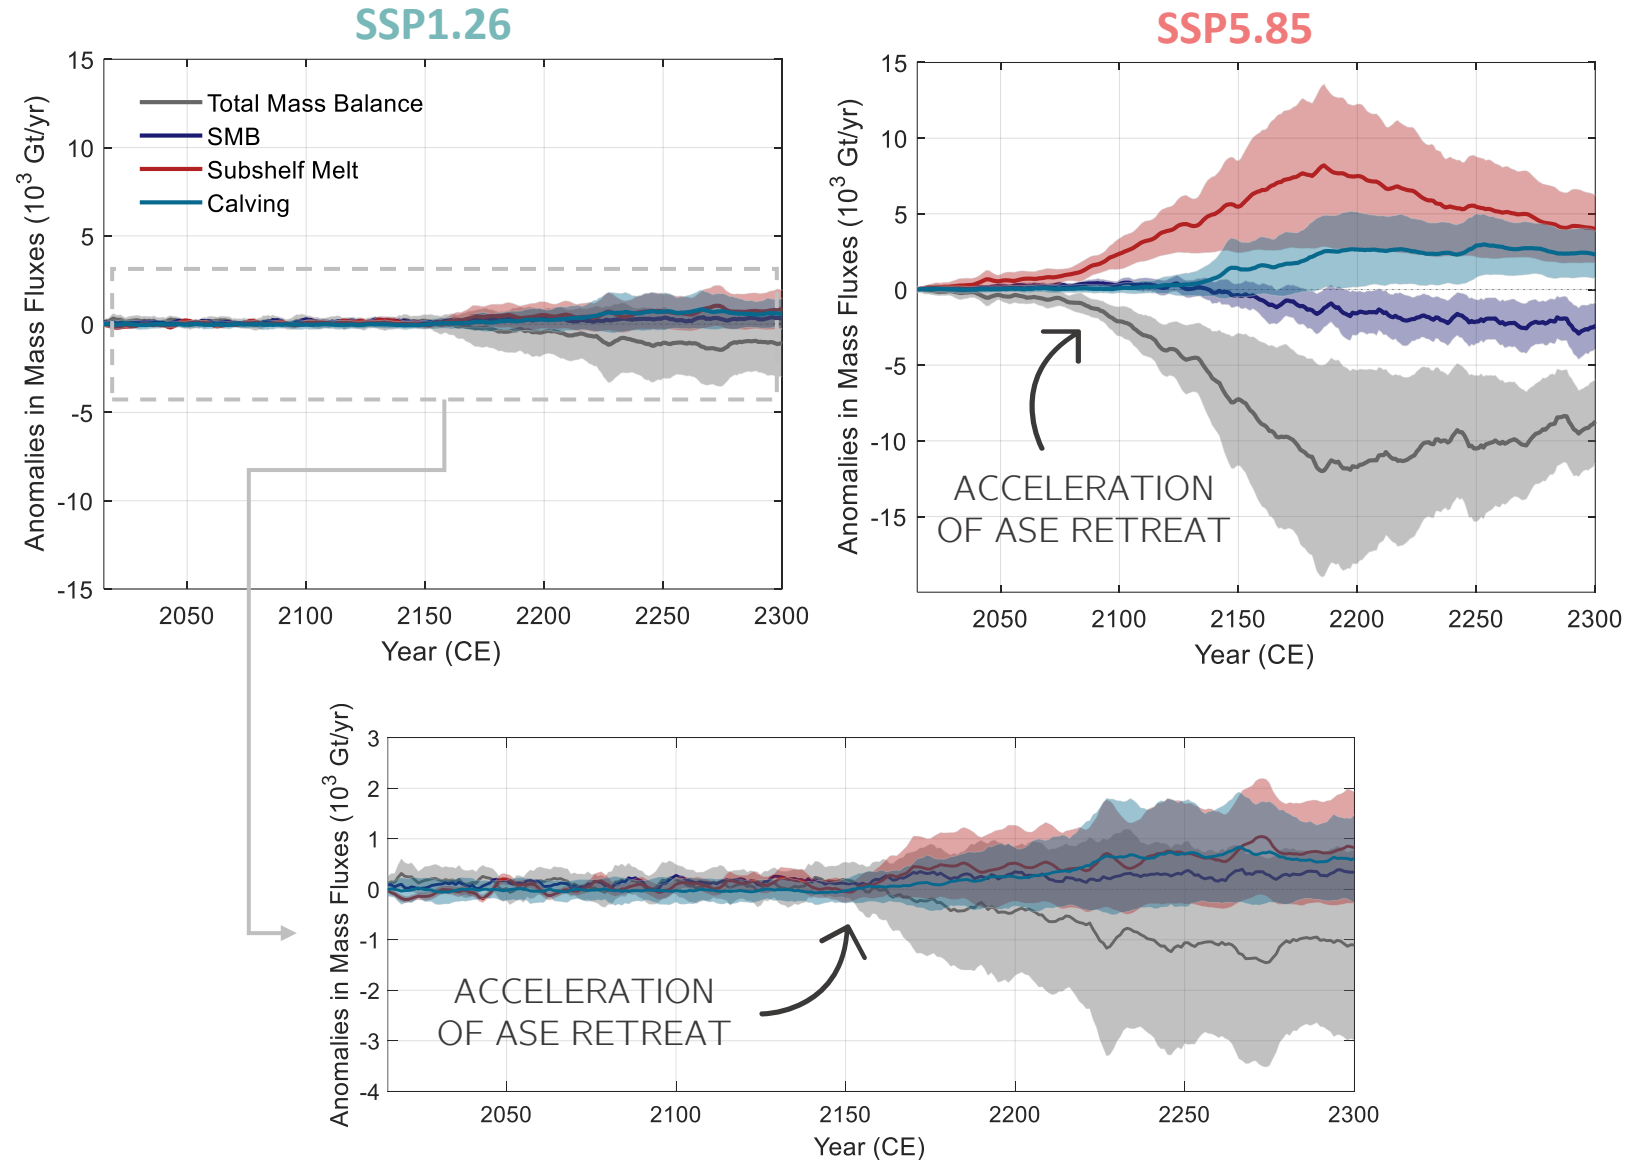 SSP1.26
SSP5.85
15
10
5
0
-5
-10
-15
Anomalies in Mass Fluxes (10³ Gt/yr)
Total Mass Balance
SMB
Subshelf Melt
Calving
2050
2100
2150
2200
2250
2300
Year (CE)
15
10
5
0
-5
-10
-15
Anomalies in Mass Fluxes (10³ Gt/yr)
ACCELERATION
OF ASE RETREAT
2050
2100
2150
2200
2250
2300
Year (CE)
3
2
1
0
-1
-2
-3
-4
Anomalies in Mass Fluxes (10³ Gt/yr)
ACCELERATION
OF ASE RETREAT
2050
2100
2150
2200
2250
2300
Year (CE)